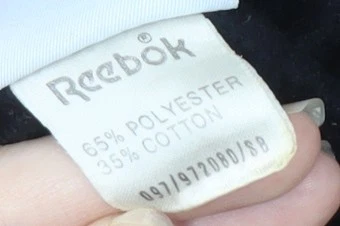 Reebok®
65% POLYESTER
35% COTTON
097/972080/SB